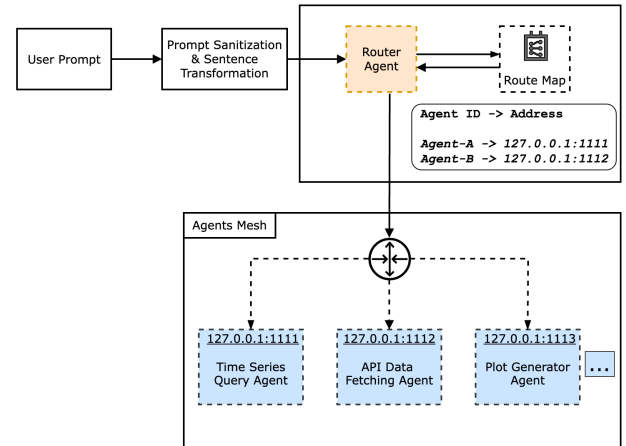 User Prompt
Prompt Sanitization
& Sentence
Transformation
Router
Agent
Route Map
Agent ID -> Address
Agent-A -> 127.0.0.1:1111
Agent-B -> 127.0.0.1:1112
Agents Mesh
127.0.0.1:1111
Time Series
Query Agent
127.0.0.1:1112
API Data
Fetching Agent
127.0.0.1:1113
Plot Generator
Agent
...